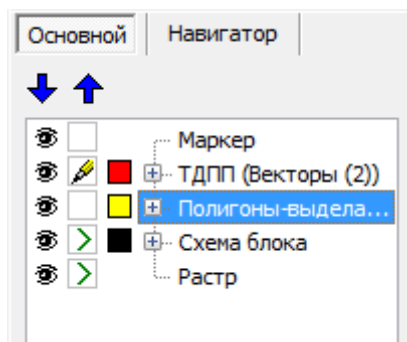 Основной Навигатор
Маркер
ТДПП (Векторы (2))
Полигоны-выдела...
Схема блока
Растр